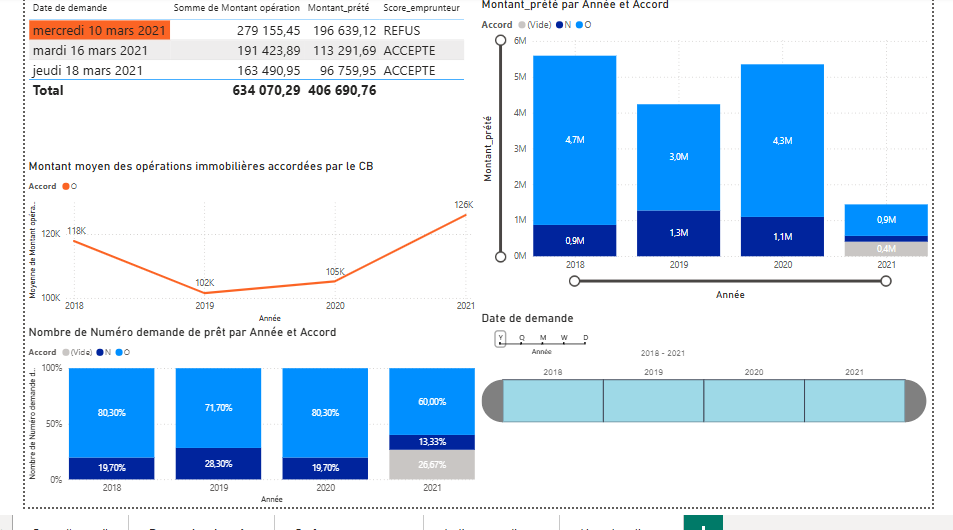 Date de demande Somme de Montant opération Montant_prêté Score_emprunteur
mercredi 10 mars 2021 279 155,45 196 639,12 REFUS
mardi 16 mars 2021 191 423,89 113 291,69 ACCEPTE
jeudi 18 mars 2021 163 490,95 96 759,95 ACCEPTE
Total 634 070,29 406 690,76
Montant moyen des opérations immobilières accordées par le CB
Accord O
Moyenne de Montant opéra...
120K
100K
118K
102K
105K
126K
2018 2019 2020 2021
Année
Nombre de Numéro demande de prêt par Année et Accord
Accord (Vide) N O
Nombre de Numéro demande d...
100%
50%
0%
80,30% 71,70% 80,30% 60,00%
13,33%
19,70% 28,30% 19,70% 26,67%
2018 2019 2020 2021
Année
Montant_prêté par Année et Accord
Accord (Vide) N O
Montant_prêté
6M
5M
4M
3M
2M
1M
0M
4,7M 3,0M 4,3M 0,9M
0,9M 1,3M 1,1M 0,4M
2018 2019 2020 2021
Année
Date de demande
Y Q M W D
Année
2018 - 2021
2018 2019 2020 2021